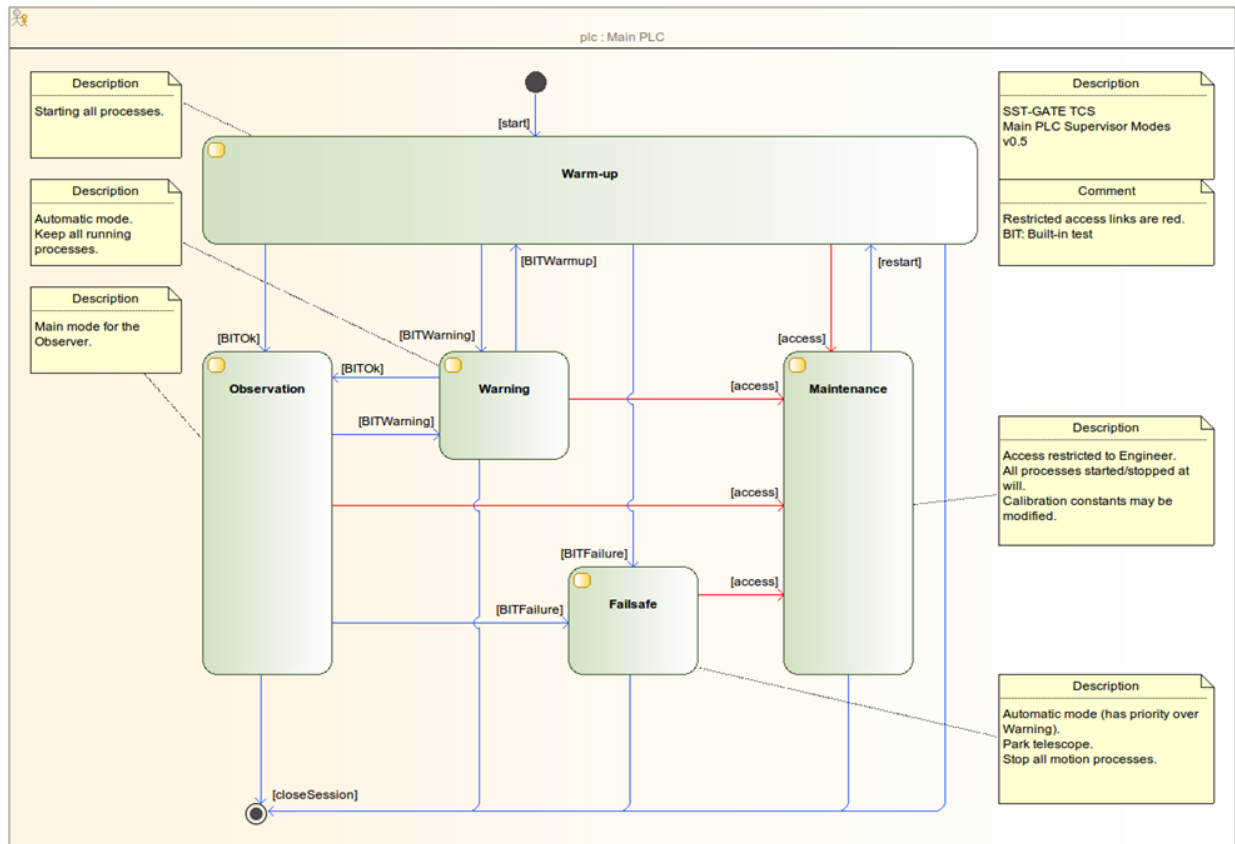 plc : Main PLC
Description
Starting all processes.
Description
SST-GATE TCS
Main PLC Supervisor Modes
v0.5
[start]
Warm-up
Description
Automatic mode.
Keep all running
processes.
Comment
Restricted access links are red.
BIT: Built-in test
[BITWarmup]
[restart]
Description
Main mode for the
Observer.
[BITOk]
[BITWarning]
[access]
Observation
[BITOk]
Warning
[access]
Maintenance
[BITWarning]
Description
Access restricted to Engineer.
All processes started/stopped at
will.
Calibration constants may be
modified.
[access]
[BITFailure]
[access]
[BITFailure]
Failsafe
Description
Automatic mode (has priority over
Warning).
Park telescope.
Stop all motion processes.
[closeSession]